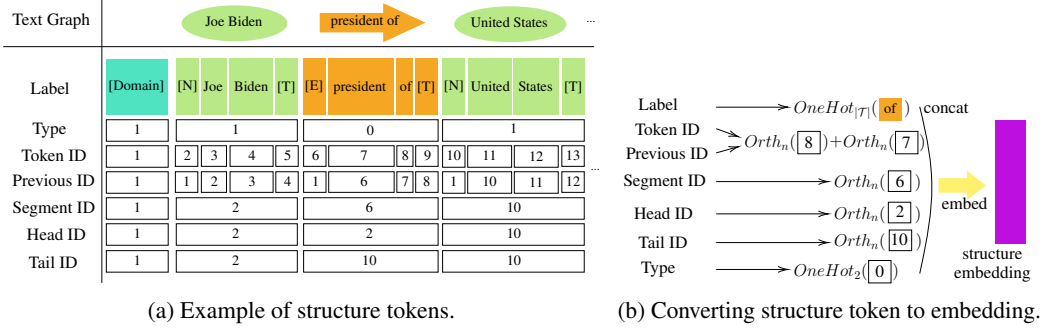 Text Graph Joe Biden president of United States ...
Label [Domain] [N] Joe Biden [T] [E] president of [T] [N] United States [T]
Type 1 1 0 1
Token ID 1 2 3 4 5 6 7 8 9 10 11 12 13
Previous ID 1 1 2 3 4 1 6 7 8 1 10 11 12 ...
Segment ID 1 2 6 10
Head ID 1 2 2 10
Tail ID 1 2 10 10
(a) Example of structure tokens.
Label OneHot|𝒯|( of ) concat
Token ID
Previous ID Orthn( 8 )+Orthn( 7 )
Segment ID Orthn( 6 )
embed
Head ID Orthn( 2 )
Tail ID Orthn( 10 )
structure
embedding
Type OneHot2( 0 )
(b) Converting structure token to embedding.